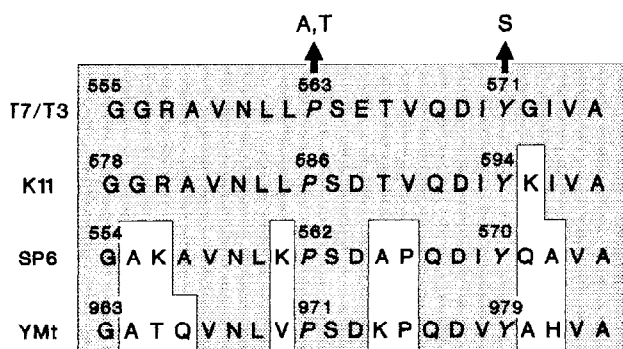 A,T S
555 563 571
T7/T3 G G R A V N L L P S E T V Q D I Y G I V A
578 586 594
K11 G G R A V N L L P S D T V Q D I Y K I V A
554 562 570
SP6 G A K A V N L K P S D A P Q D I Y Q A V A
963 971 979
YMt G A T Q V N L V P S D K P Q D V Y A H V A